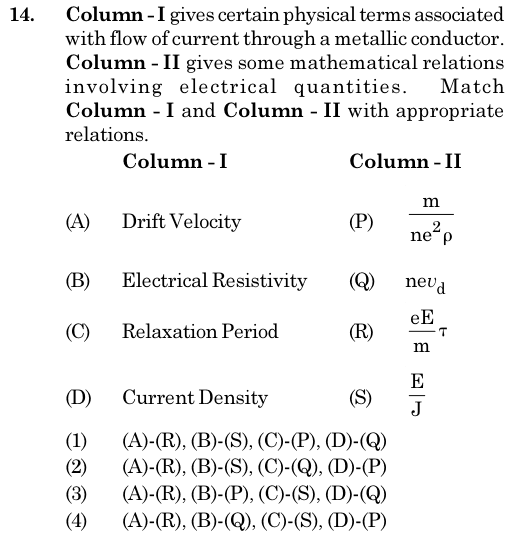 14. Column - I gives certain physical terms associated
with flow of current through a metallic conductor.
Column - II gives some mathematical relations
involving electrical quantities. Match
Column - I and Column - II with appropriate
relations.
Column - I Column - II
(A) Drift Velocity (P) m/ne²ρ
(B) Electrical Resistivity (Q) neυ_d
(C) Relaxation Period (R) eE/m τ
(D) Current Density (S) E/J
(1) (A)-(R), (B)-(S), (C)-(P), (D)-(Q)
(2) (A)-(R), (B)-(S), (C)-(Q), (D)-(P)
(3) (A)-(R), (B)-(P), (C)-(S), (D)-(Q)
(4) (A)-(R), (B)-(Q), (C)-(S), (D)-(P)